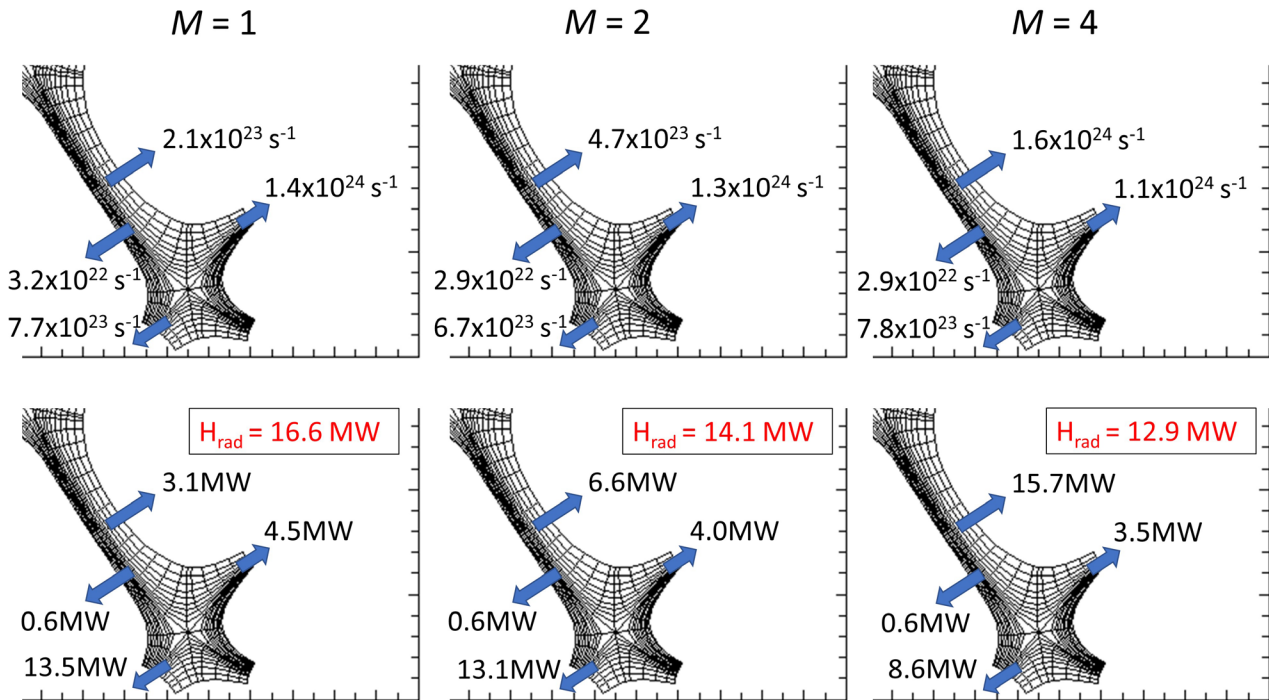 M = 1
M = 2
M = 4
2.1x10²³ s⁻¹
1.4x10²⁴ s⁻¹
3.2x10²² s⁻¹
7.7x10²³ s⁻¹
4.7x10²³ s⁻¹
1.3x10²⁴ s⁻¹
2.9x10²² s⁻¹
6.7x10²³ s⁻¹
1.6x10²⁴ s⁻¹
1.1x10²⁴ s⁻¹
2.9x10²² s⁻¹
7.8x10²³ s⁻¹
H_rad = 16.6 MW
3.1MW
4.5MW
0.6MW
13.5MW
H_rad = 14.1 MW
6.6MW
4.0MW
0.6MW
13.1MW
H_rad = 12.9 MW
15.7MW
3.5MW
0.6MW
8.6MW